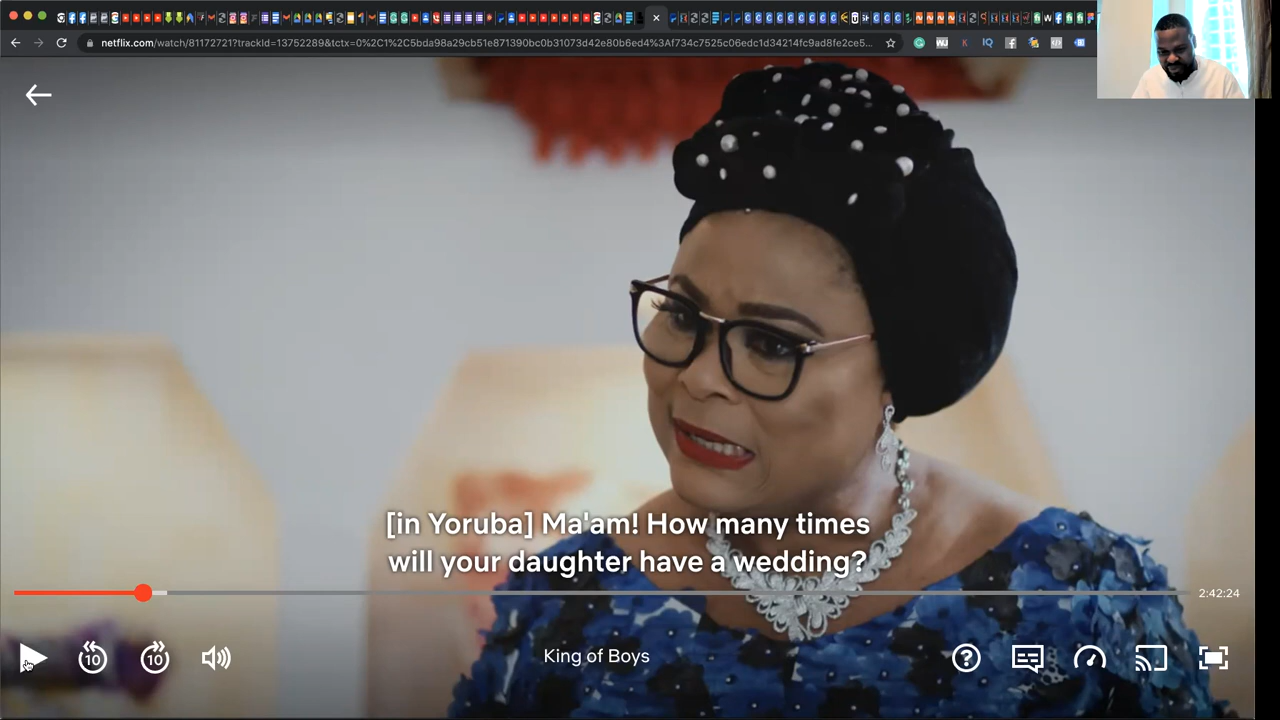 netflix.com/watch/81172721?trackId=13752289&tctx=0%2C1%2C5bda98a29cb51e871390bc0b31073d42e80b6ed4%3Af734c7525c06edc1d34214fc9ad8fe2ce5...
[in Yoruba] Ma'am! How many times
will your daughter have a wedding?
2:42:24
10
10
King of Boys
?